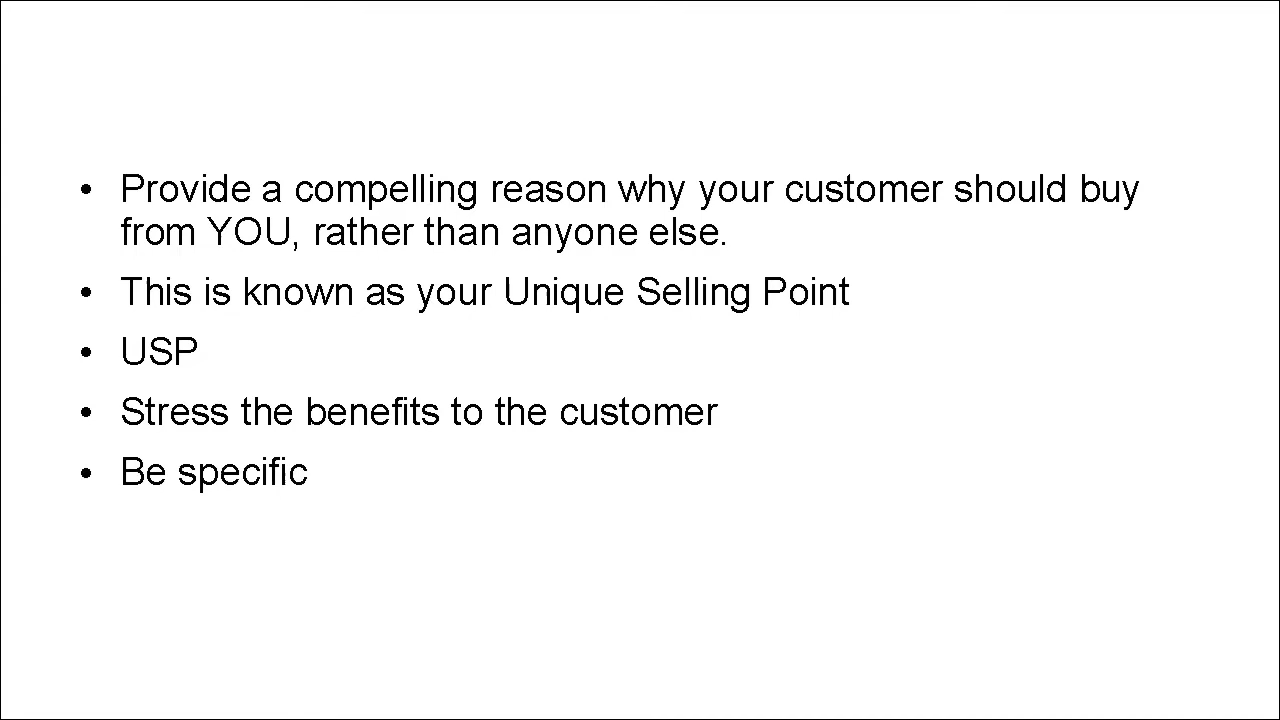 • Provide a compelling reason why your customer should buy
from YOU, rather than anyone else.
• This is known as your Unique Selling Point
• USP
• Stress the benefits to the customer
• Be specific